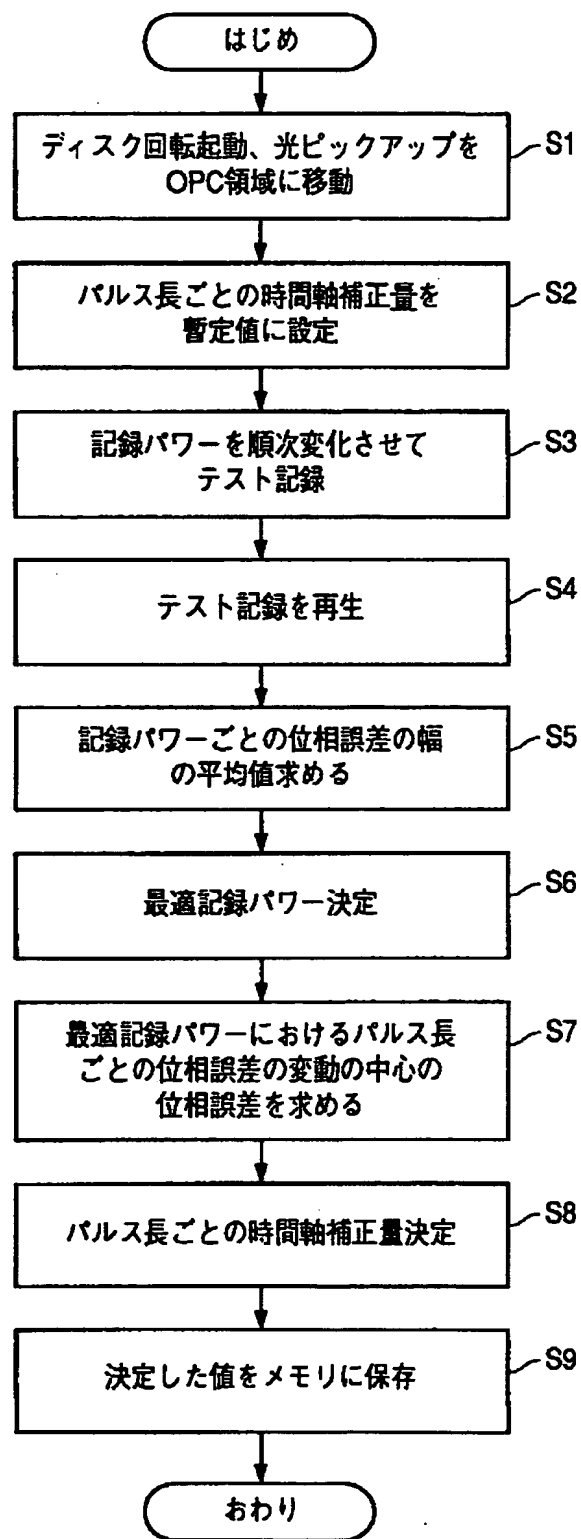 はじめ
ディスク回転起動、光ピックアップを
OPC領域に移動
S1
パルス長ごとの時間軸補正量を
暫定値に設定
S2
記録パワーを順次変化させて
テスト記録
S3
テスト記録を再生
S4
記録パワーごとの位相誤差の幅
の平均値求める
S5
最適記録パワー決定
S6
最適記録パワーにおけるパルス長
ごとの位相誤差の変動の中心の
位相誤差を求める
S7
パルス長ごとの時間軸補正量決定
S8
決定した値をメモリに保存
S9
おわり